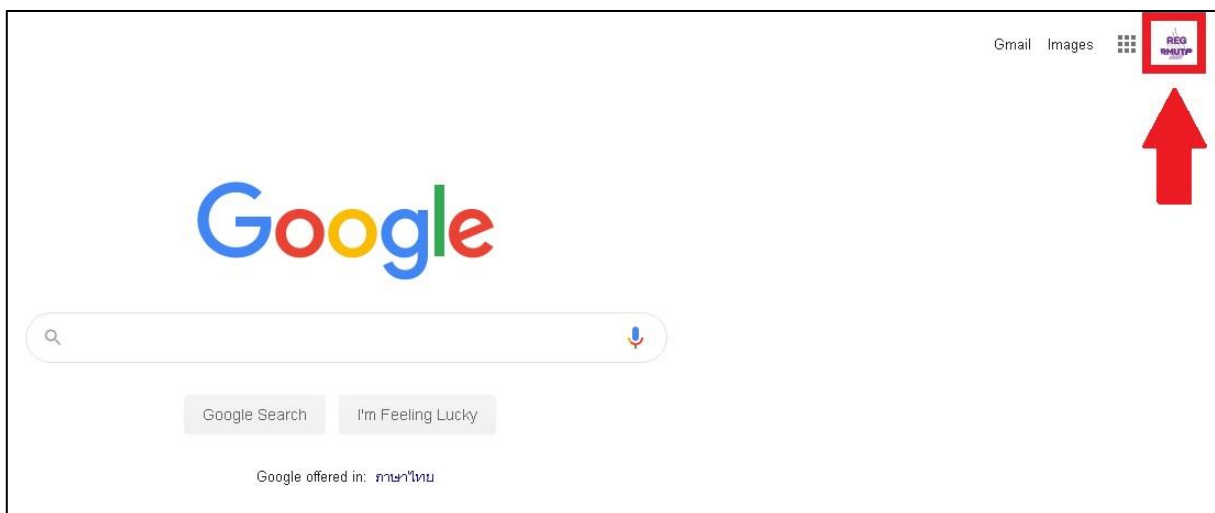 Gmail Images
REG
RMUTP
Google
Google Search I'm Feeling Lucky
Google offered in: ภาษาไทย